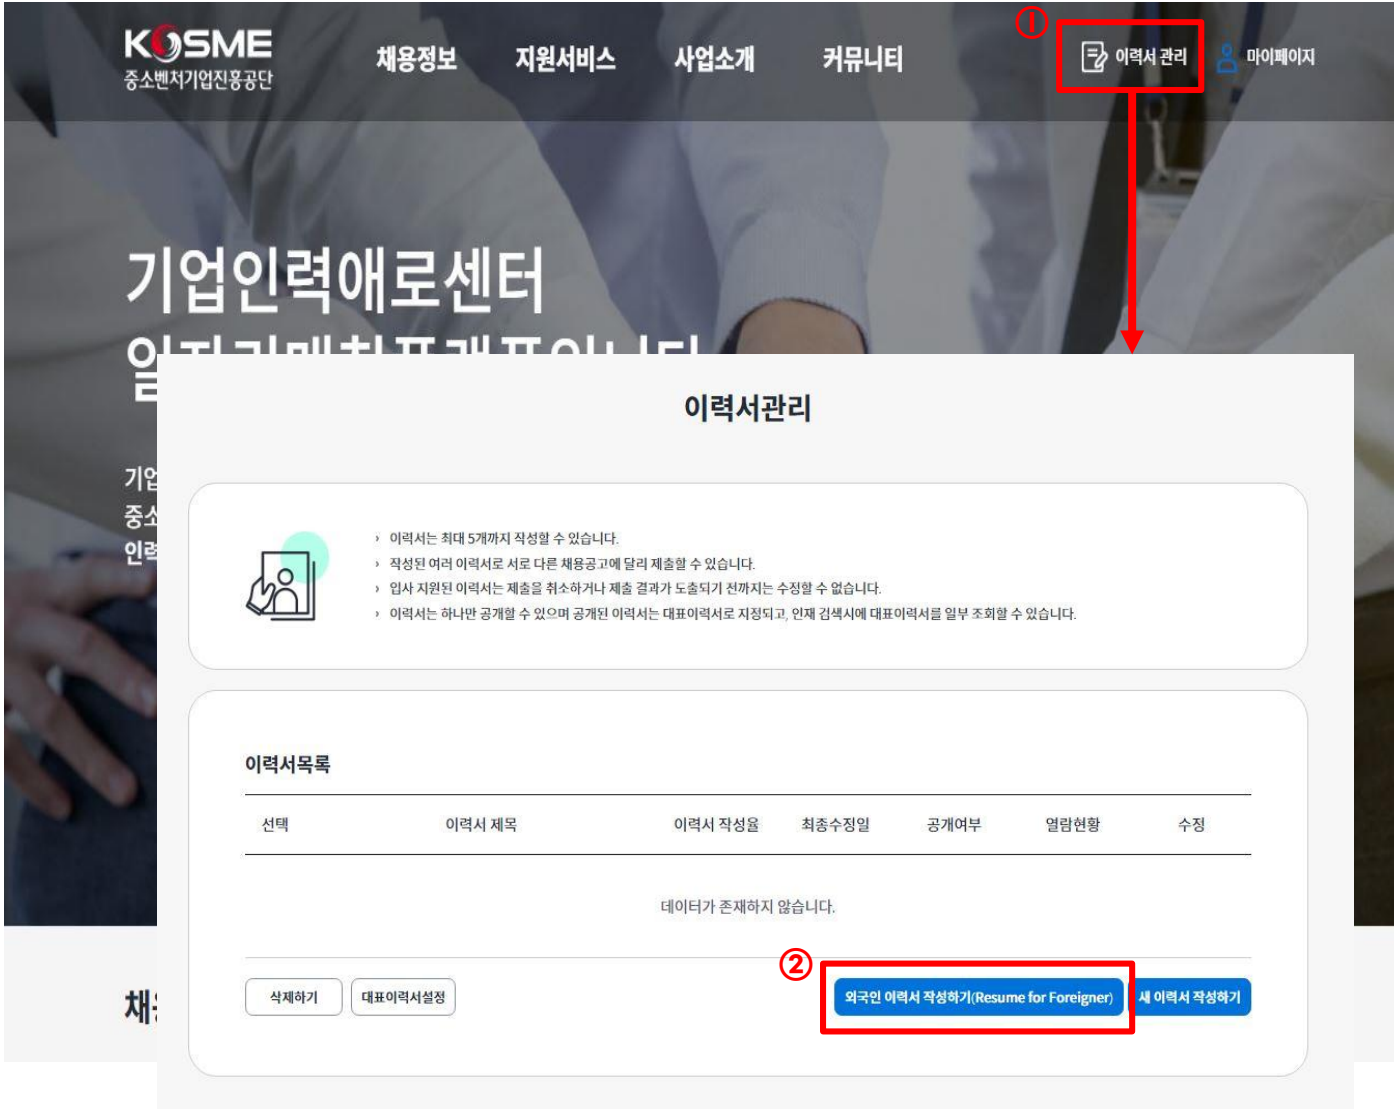 KOSME
중소벤처기업진흥공단
채용정보 지원서비스 사업소개 커뮤니티
① 이력서 관리 마이페이지
기업인력애로센터
기업
중소
인력
이력서관리
› 이력서는 최대 5개까지 작성할 수 있습니다.
› 작성된 여러 이력서로 서로 다른 채용공고에 달리 제출할 수 있습니다.
› 입사 지원된 이력서는 제출을 취소하거나 제출 결과가 도출되기 전까지는 수정할 수 없습니다.
› 이력서는 하나만 공개할 수 있으며 공개된 이력서는 대표이력서로 지정되고, 인재 검색시에 대표이력서를 일부 조회할 수 있습니다.
이력서목록
선택 이력서 제목 이력서 작성율 최종수정일 공개여부 열람현황 수정
데이터가 존재하지 않습니다.
②
삭제하기 대표이력서설정 외국인 이력서 작성하기(Resume for Foreigner) 새 이력서 작성하기